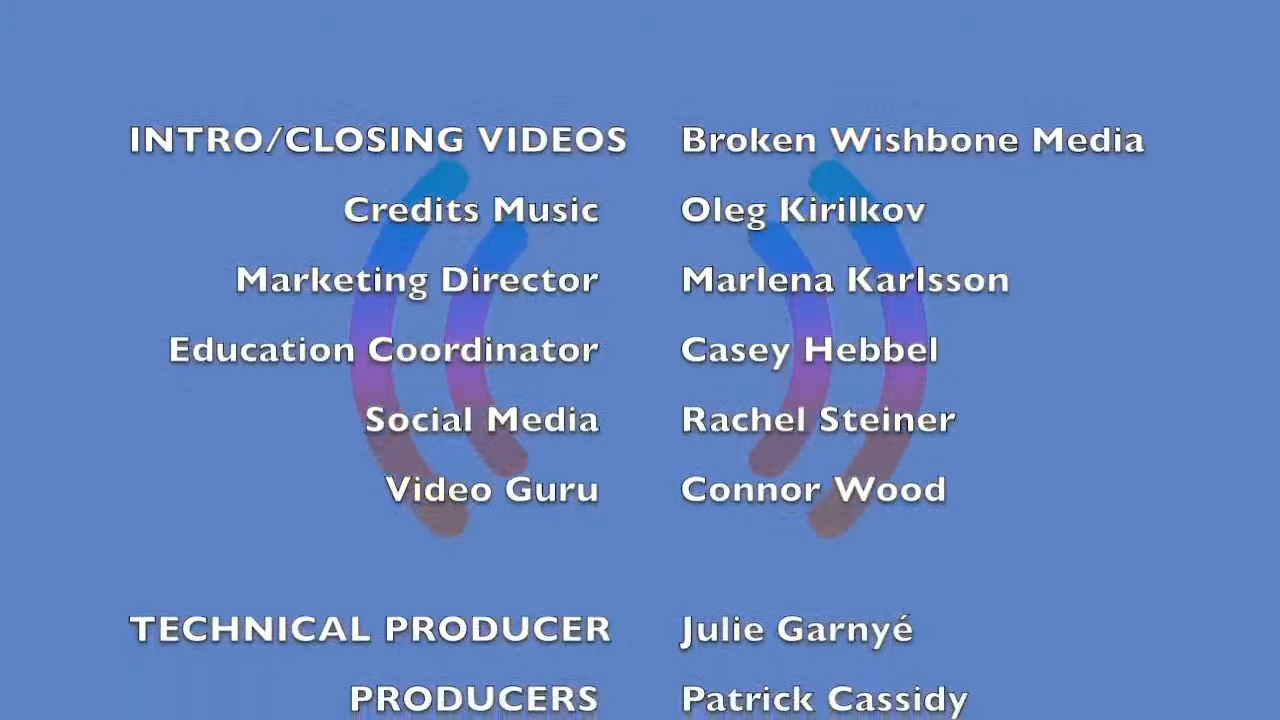 INTRO/CLOSING VIDEOS Broken Wishbone Media
Credits Music Oleg Kirilkov
Marketing Director Marlena Karlsson
Education Coordinator Casey Hebbel
Social Media Rachel Steiner
Video Guru Connor Wood
TECHNICAL PRODUCER Julie Garnyé
PRODUCERS Patrick Cassidy